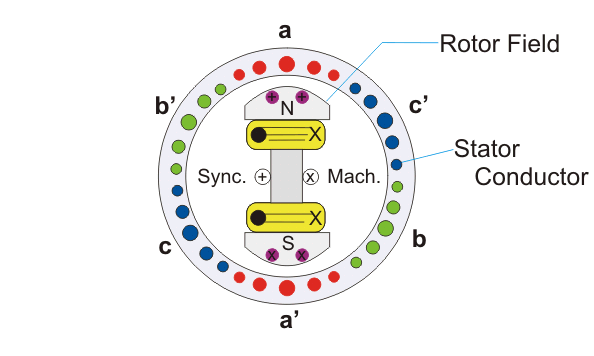 a
Rotor Field
b’
c’
+ +
N
X
Stator
Conductor
Sync. + x Mach.
X
S
x x
c
b
a’